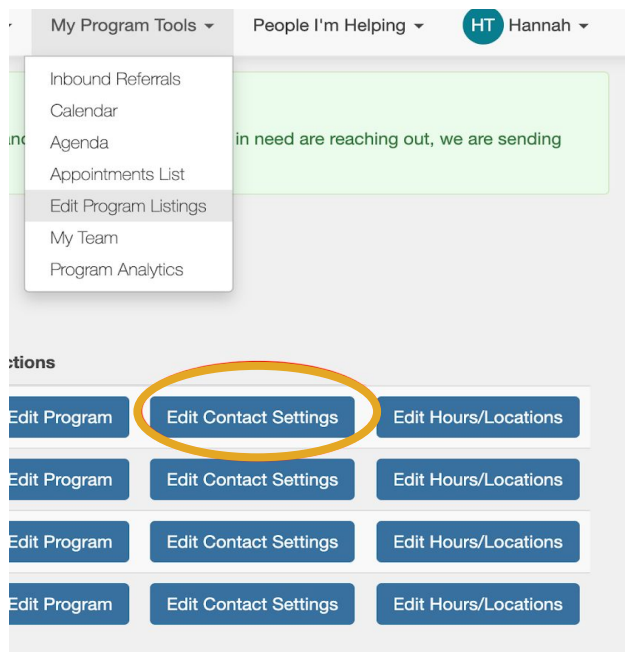 My Program Tools People I'm Helping HT Hannah
Inbound Referrals
Calendar
Agenda in need are reaching out, we are sending
Appointments List
Edit Program Listings
My Team
Program Analytics
Edit Program Edit Contact Settings Edit Hours/Locations
Edit Program Edit Contact Settings Edit Hours/Locations
Edit Program Edit Contact Settings Edit Hours/Locations
Edit Program Edit Contact Settings Edit Hours/Locations